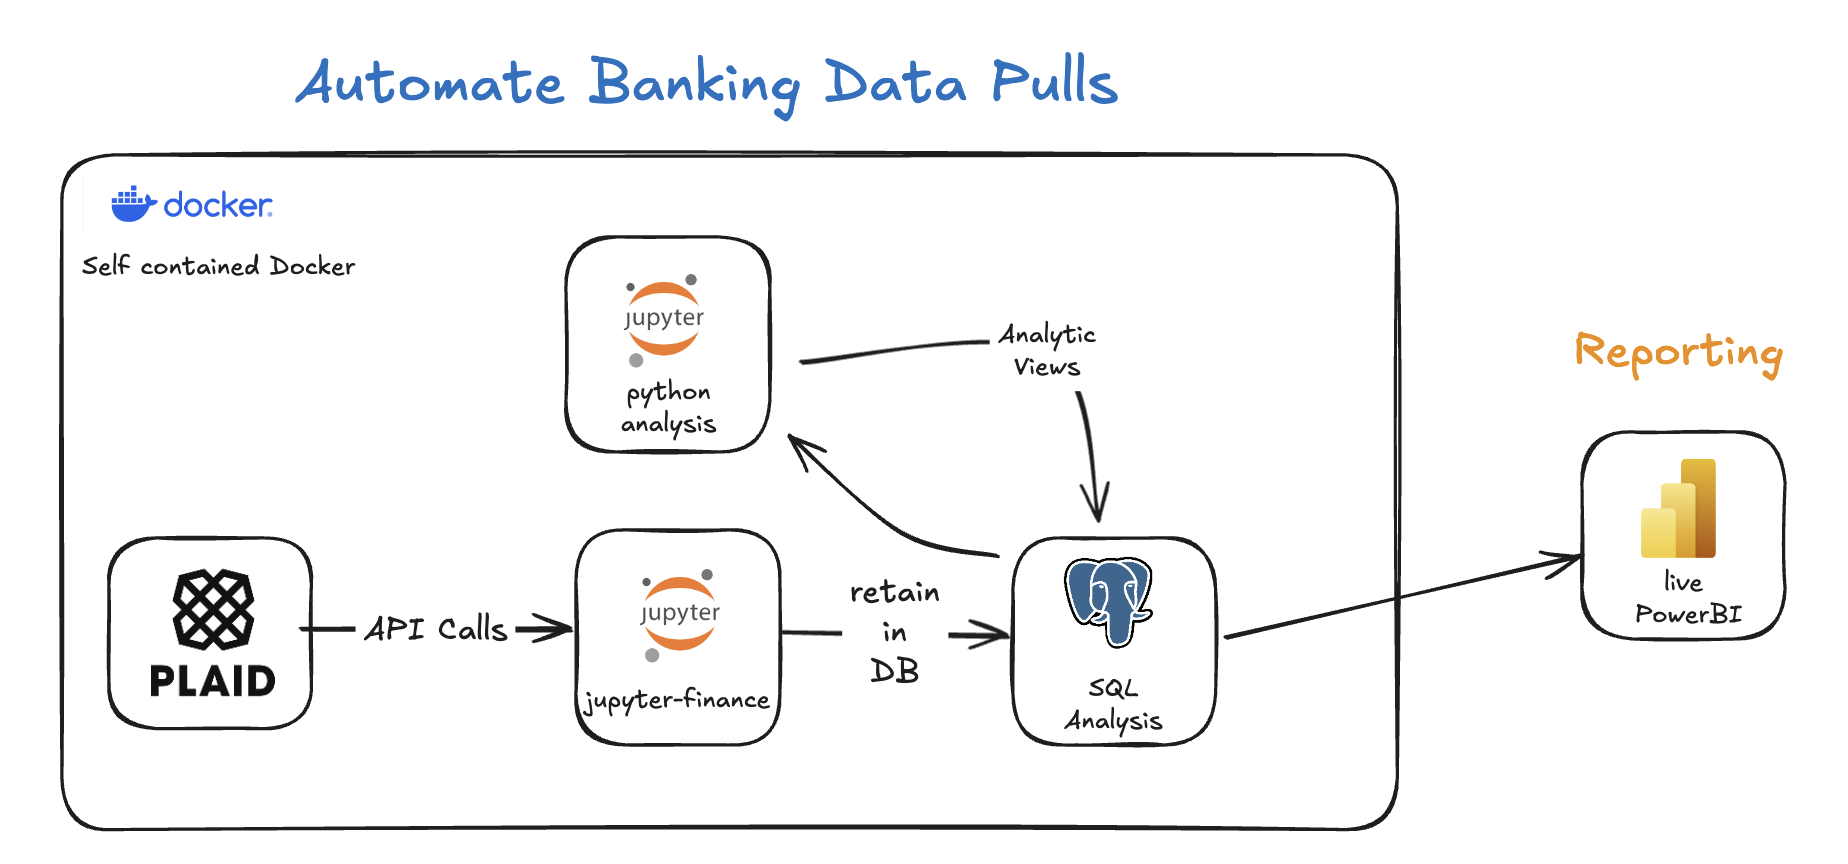 Automate Banking Data Pulls
docker
Self contained Docker
jupyter
python
analysis
Analytic
Views
Reporting
PLAID
API Calls
jupyter
jupyter-finance
retain
in
DB
SQL
Analysis
live
PowerBI